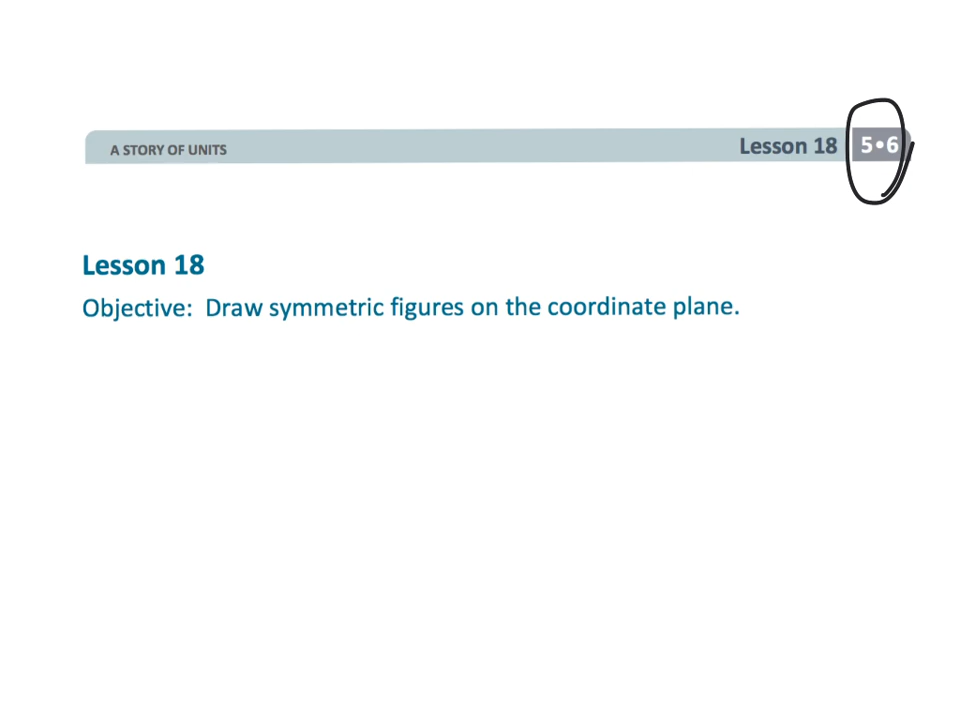 A STORY OF UNITS
Lesson 18
5•6
Lesson 18
Objective: Draw symmetric figures on the coordinate plane.